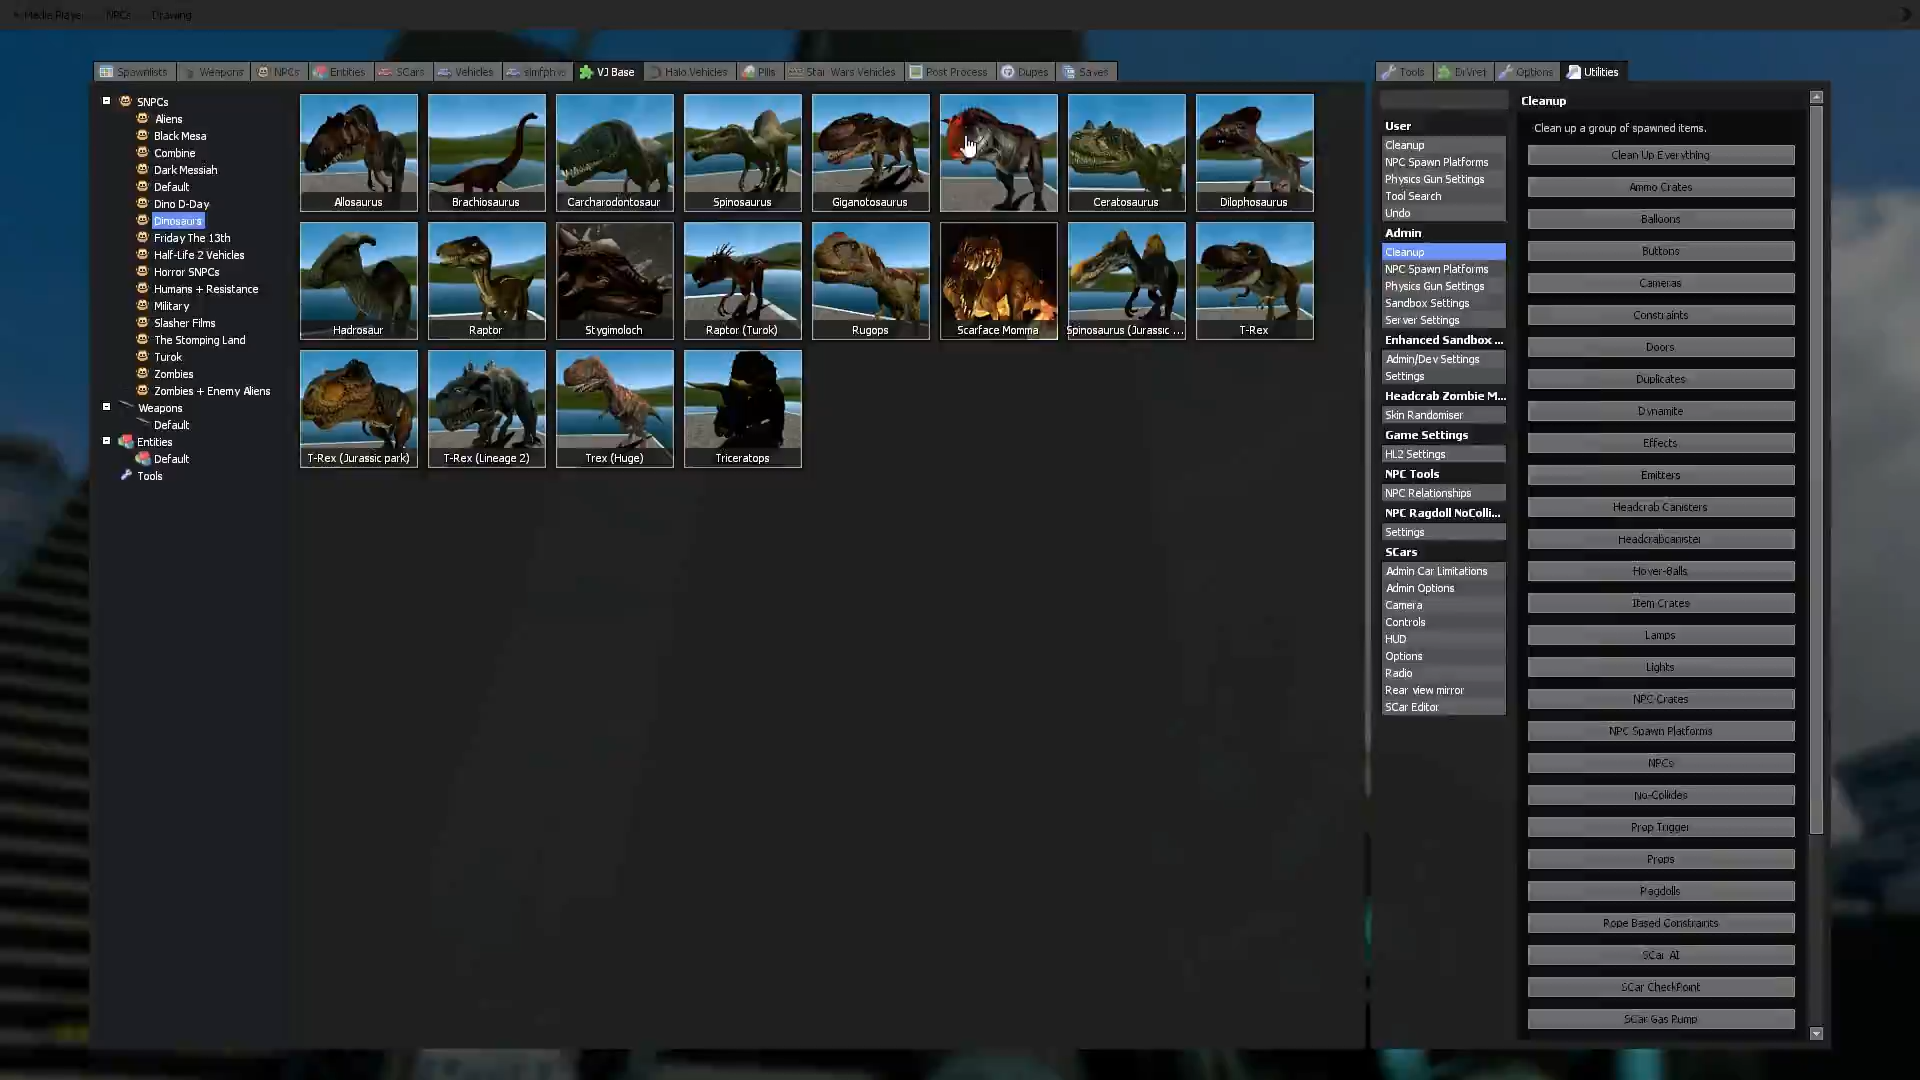 Media Player NPCs Drawing
Spawnlists Weapons NPCs Entities SCars Vehicles simfphys VJ Base Halo Vehicles Pills Star Wars Vehicles Post Process Dupes Saves
Tools DrVrej Options Utilities
SNPCs
Aliens
Black Mesa
Combine
Dark Messiah
Default
Dino D-Day
Dinosaurs
Friday The 13th
Half-Life 2 Vehicles
Horror SNPCs
Humans + Resistance
Military
Slasher Films
The Stomping Land
Turok
Zombies
Zombies + Enemy Aliens
Weapons
Default
Entities
Default
Tools
Allosaurus Brachiosaurus Carcharodontosaur Spinosaurus Giganotosaurus Ceratosaurus Dilophosaurus
Hadrosaur Raptor Stygimoloch Raptor (Turok) Rugops Scarface Momma Spinosaurus (Jurassic ... T-Rex
T-Rex (Jurassic park) T-Rex (Lineage 2) Trex (Huge) Triceratops
User
Cleanup
NPC Spawn Platforms
Physics Gun Settings
Tool Search
Undo
Admin
Cleanup
NPC Spawn Platforms
Physics Gun Settings
Sandbox Settings
Server Settings
Enhanced Sandbox ...
Admin/Dev Settings
Settings
Headcrab Zombie M...
Skin Randomiser
Game Settings
HL2 Settings
NPC Tools
NPC Relationships
NPC Ragdoll NoColli...
Settings
SCars
Admin Car Limitations
Admin Options
Camera
Controls
HUD
Options
Radio
Rear view mirror
SCar Editor
Cleanup
Clean up a group of spawned items.
Clean Up Everything
Ammo Crates
Balloons
Buttons
Cameras
Constraints
Doors
Duplicates
Dynamite
Effects
Emitters
Headcrab Canisters
Headcrabcanister
Hover-Balls
Item Crates
Lamps
Lights
NPC Crates
NPC Spawn Platforms
NPCs
No-Collides
Prop Trigger
Props
Ragdolls
Rope Based Constraints
SCar AI
SCar CheckPoint
SCar Gas Pump